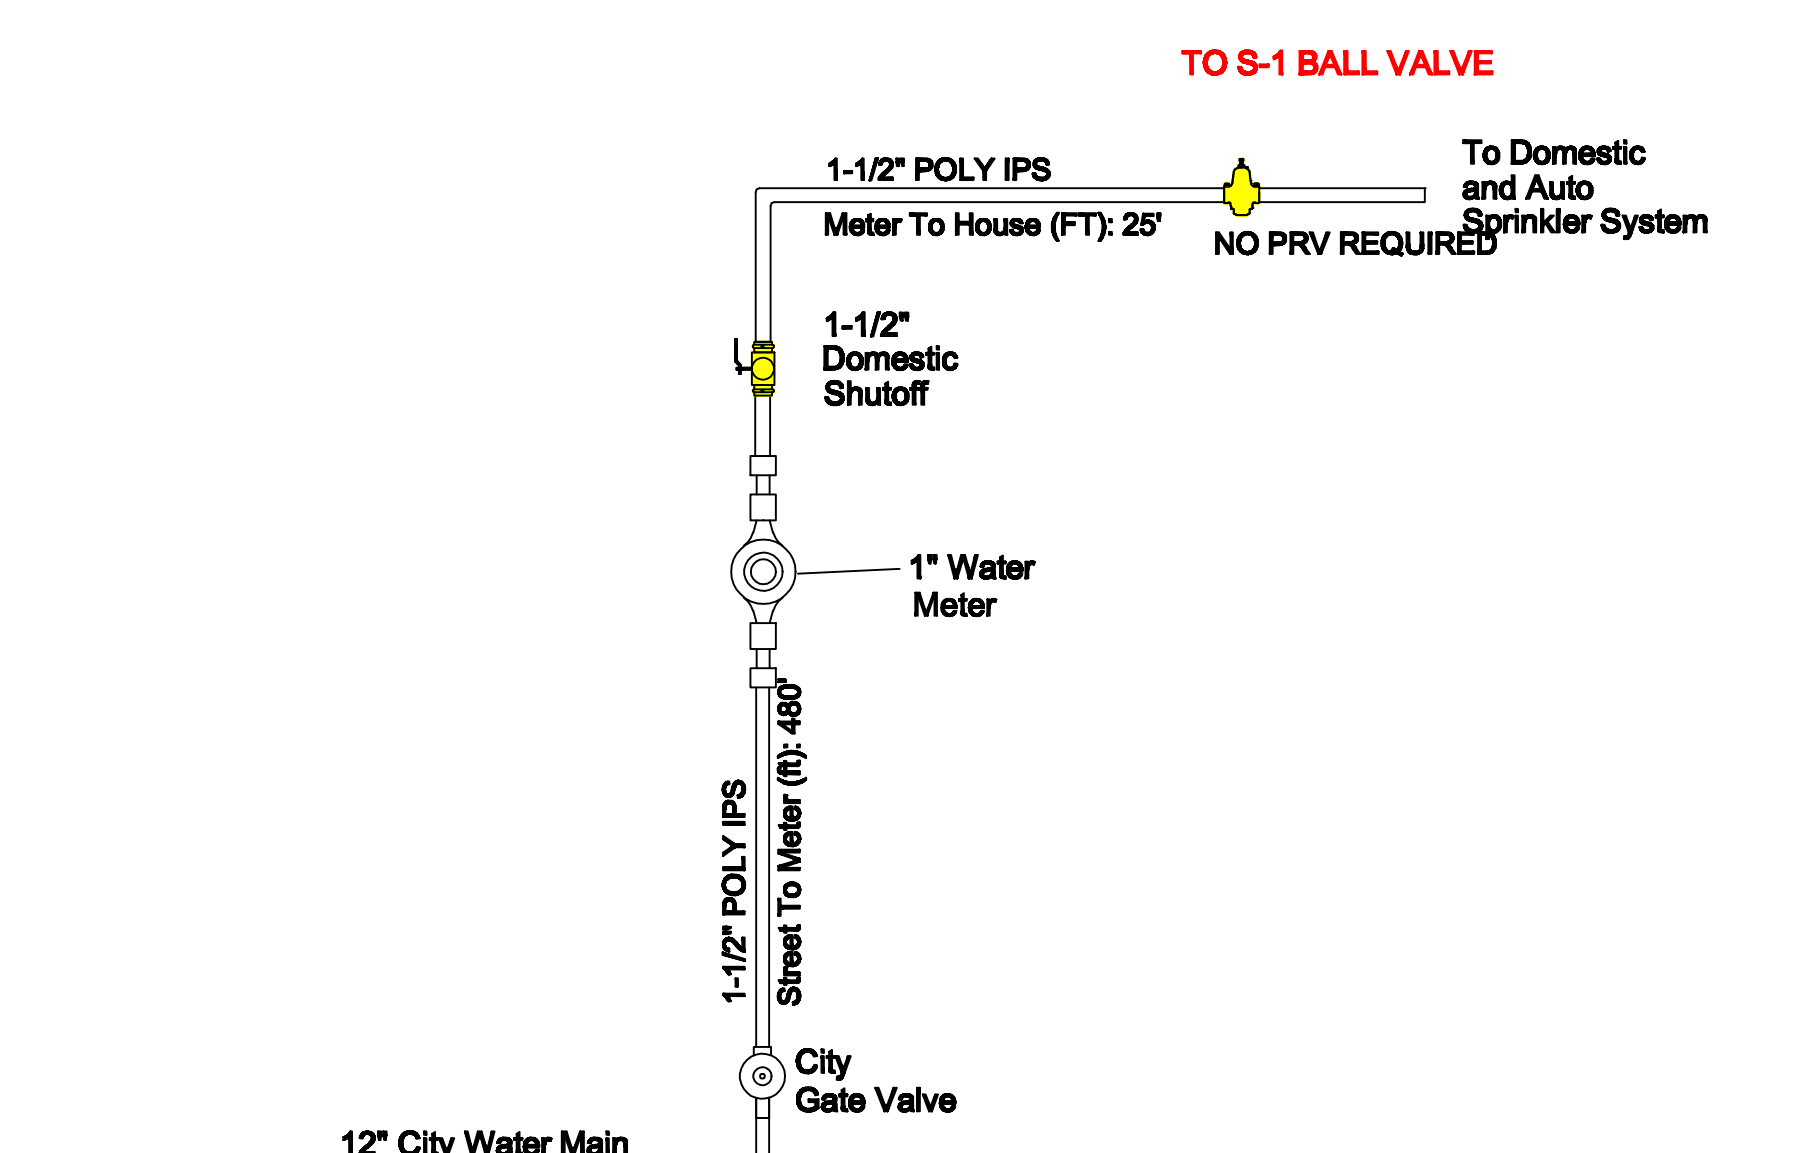 TO S-1 BALL VALVE
To Domestic
and Auto
Sprinkler System
1-1/2" POLY IPS
Meter To House (FT): 25'
NO PRV REQUIRED
1-1/2"
Domestic
Shutoff
1" Water
Meter
1-1/2" POLY IPS
Street To Meter (ft): 480'
City
Gate Valve
12" City Water Main